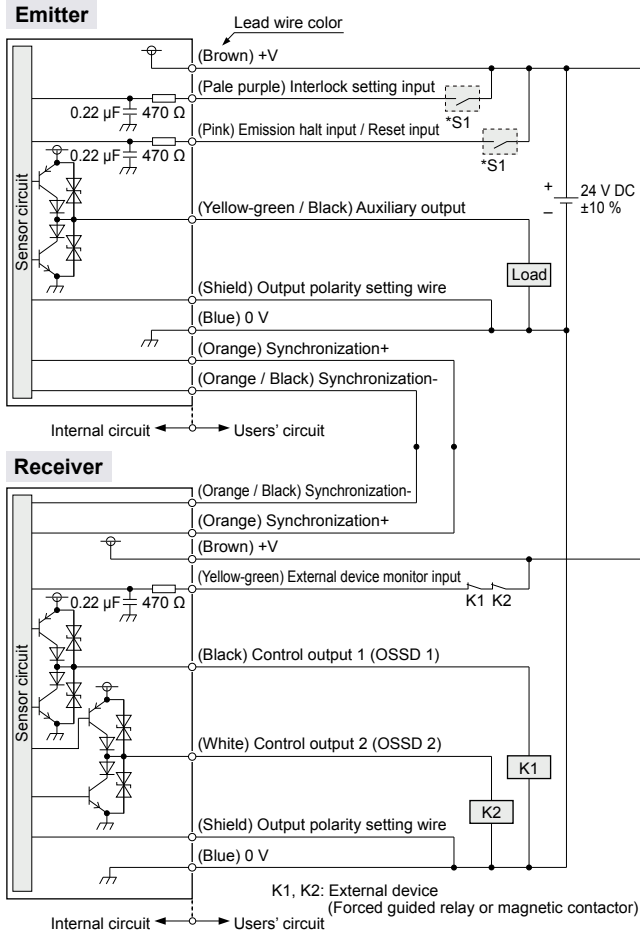 Emitter
Lead wire color
(Brown) +V
(Pale purple) Interlock setting input
0.22 µF 470 Ω
*S1
(Pink) Emission halt input / Reset input
0.22 µF 470 Ω
*S1
Sensor circuit
+
–
24 V DC
±10 %
(Yellow-green / Black) Auxiliary output
Load
(Shield) Output polarity setting wire
(Blue) 0 V
(Orange) Synchronization+
(Orange / Black) Synchronization-
Internal circuit Users’ circuit
Receiver
(Orange / Black) Synchronization-
(Orange) Synchronization+
(Brown) +V
(Yellow-green) External device monitor input
0.22 µF 470 Ω
K1 K2
Sensor circuit
(Black) Control output 1 (OSSD 1)
(White) Control output 2 (OSSD 2)
K1
K2
(Shield) Output polarity setting wire
(Blue) 0 V
K1, K2: External device
(Forced guided relay or magnetic contactor)
Internal circuit Users’ circuit